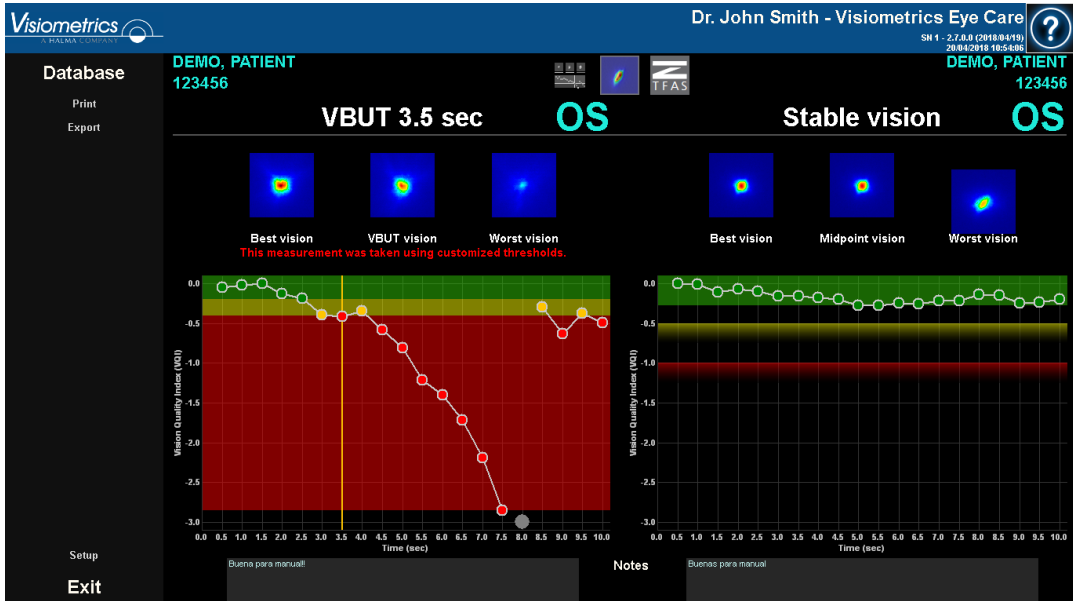 Visiometrics
A HALMA COMPANY
Dr. John Smith - Visiometrics Eye Care
SN 1 - 2.7.0.0 (2018/04/19)
20/04/2018 10:54:06
?
Database
Print
Export
Setup
Exit
DEMO, PATIENT
123456
TFAS
DEMO, PATIENT
123456
VBUT 3.5 sec
OS
Stable vision
OS
Best vision
VBUT vision
Worst vision
This measurement was taken using customized thresholds.
Best vision
Midpoint vision
Worst vision
Vision Quality Index (VQI)
0.0
-0.5
-1.0
-1.5
-2.0
-2.5
-3.0
0.0 0.5 1.0 1.5 2.0 2.5 3.0 3.5 4.0 4.5 5.0 5.5 6.0 6.5 7.0 7.5 8.0 8.5 9.0 9.5 10.0
Time (sec)
Vision Quality Index (VQI)
0.0
-0.5
-1.0
-1.5
-2.0
-2.5
-3.0
0.0 0.5 1.0 1.5 2.0 2.5 3.0 3.5 4.0 4.5 5.0 5.5 6.0 6.5 7.0 7.5 8.0 8.5 9.0 9.5 10.0
Time (sec)
Buena para manual!!
Notes
Buenas para manual